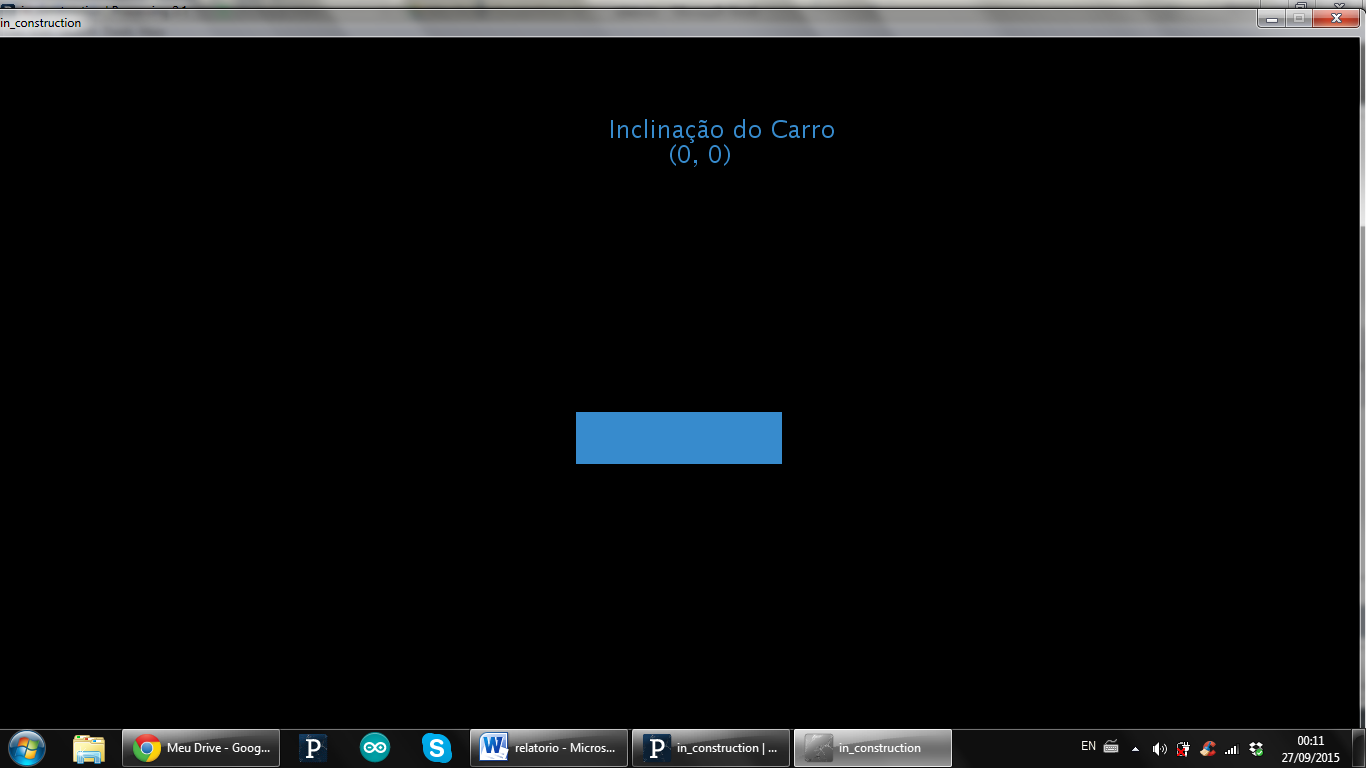 in_construction
Inclinação do Carro
(0, 0)
Meu Drive - Goog...
relatorio - Micros...
in_construction | ...
in_construction
EN
00:11
27/09/2015